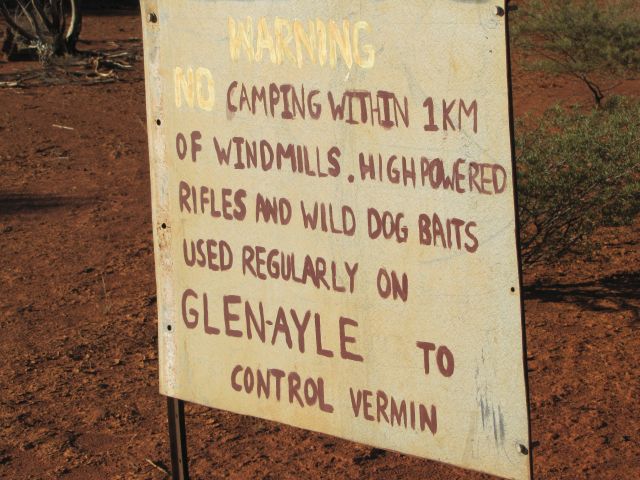 WARNING
NO CAMPING WITHIN 1KM
OF WINDMILLS. HIGH POWERED
RIFLES AND WILD DOG BAITS
USED REGULARLY ON
GLEN-AYLE TO
CONTROL VERMIN